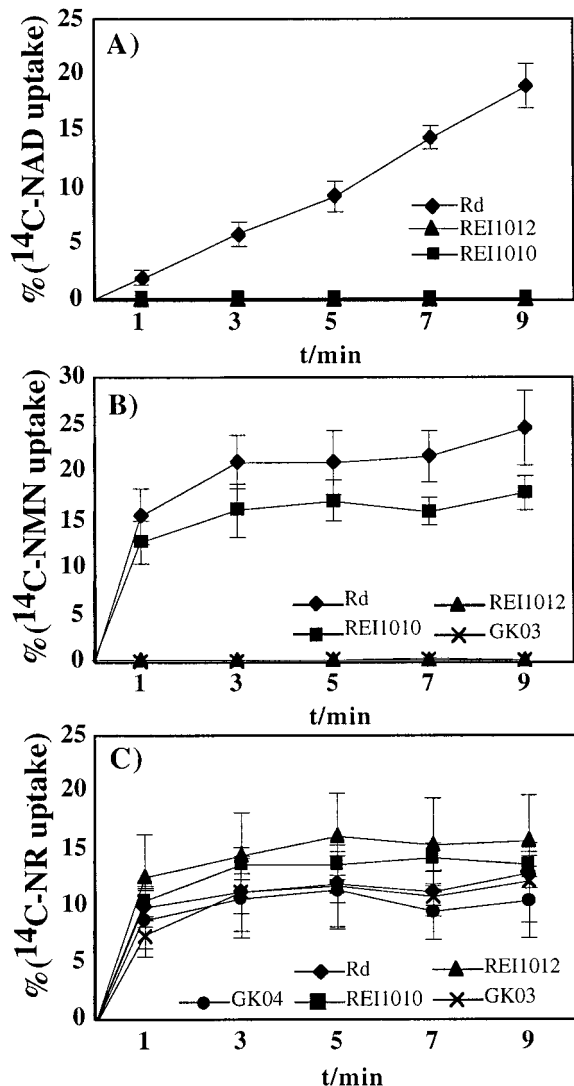 A)
%(¹⁴C-NAD uptake)
25
20
15
10
5
0
Rd
REI1012
REI1010
1 3 5 7 9
t/min
B)
%(¹⁴C-NMN uptake)
30
25
20
15
10
5
0
Rd REI1012
REI1010 GK03
1 3 5 7 9
t/min
C)
%(¹⁴C-NR uptake)
25
20
15
10
5
0
Rd REI1012
GK04 REI1010 GK03
1 3 5 7 9
t/min